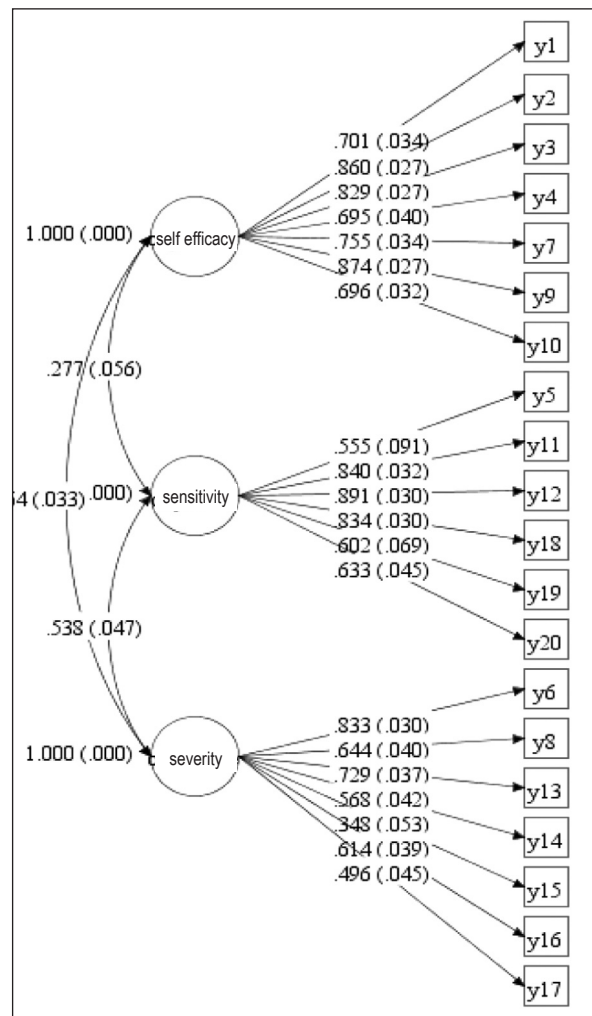 y1
y2
.701 (.034)
y3
.860 (.027)
.829 (.027)
y4
.695 (.040)
1.000 (.000)
self efficacy
.755 (.034)
y7
.874 (.027)
y9
.696 (.032)
y10
.277 (.056)
y5
.555 (.091)
y11
.840 (.032)
54 (.033)
.000)
sensitivity
.891 (.030)
y12
.834 (.030)
y18
.602 (.069)
y19
.633 (.045)
y20
.538 (.047)
y6
.833 (.030)
y8
.644 (.040)
1.000 (.000)
severity
.729 (.037)
y13
.568 (.042)
y14
.348 (.053)
.614 (.039)
y15
.496 (.045)
y16
y17